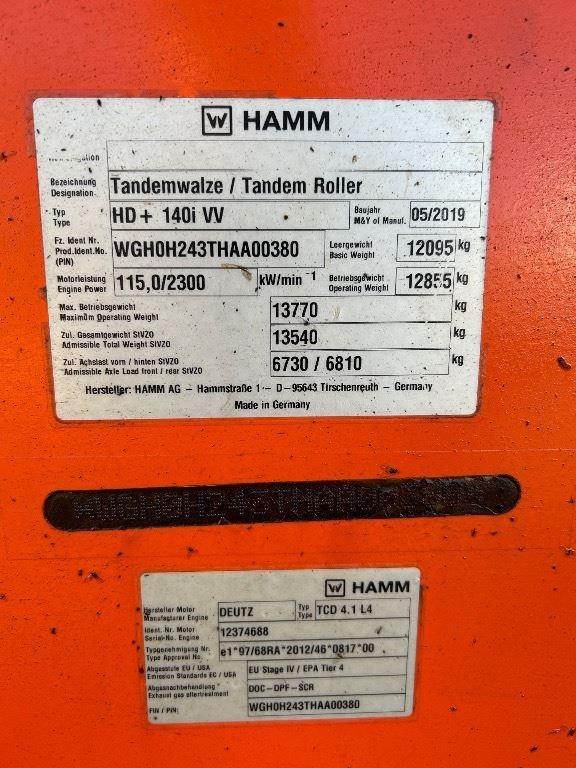 HAMM
Bezeichnung Tandemwalze / Tandem Roller
Designation
Typ HD + 140i VV Baujahr 05/2019
Type M&Y of Manuf.
Fz. Ident Nr. WGH0H243THAA00380 Leergewicht 12095 kg
Prod.Ident.No. Basic Weight
(PIN)
Motorleistung 115,0/2300 kW/min -1 Betriebsgewicht 12855 kg
Engine Power Operating Weight
Max. Betriebsgewicht 13770 kg
Maximum Operating Weight
Zul. Gesamtgewicht StVZO 13540 kg
Admissible Total Weight StVZO
Zul. Achslast vorn / hinten StVZO 6730 / 6810 kg
Admissible Axle Load front / rear StVZO
Hersteller: HAMM AG - Hammstraße 1 - D-95643 Tirschenreuth - Germany
Made in Germany
HAMM
Hersteller Motor DEUTZ Typ TCD 4.1 L4
Manufacturer Engine Type
Ident. Nr. Motor 12374688
Serial-No. Engine
Typgenehmigung Nr. e1*97/68RA*2012/46*0817*00
Type Approval No.
Abgasstufe EU / USA EU Stage IV / EPA Tier 4
Emission Standards EC / USA
Abgasnachbehandlung DOC-DPF-SCR
Exhaust gas aftertreatment
FIN / PIN WGH0H243THAA00380